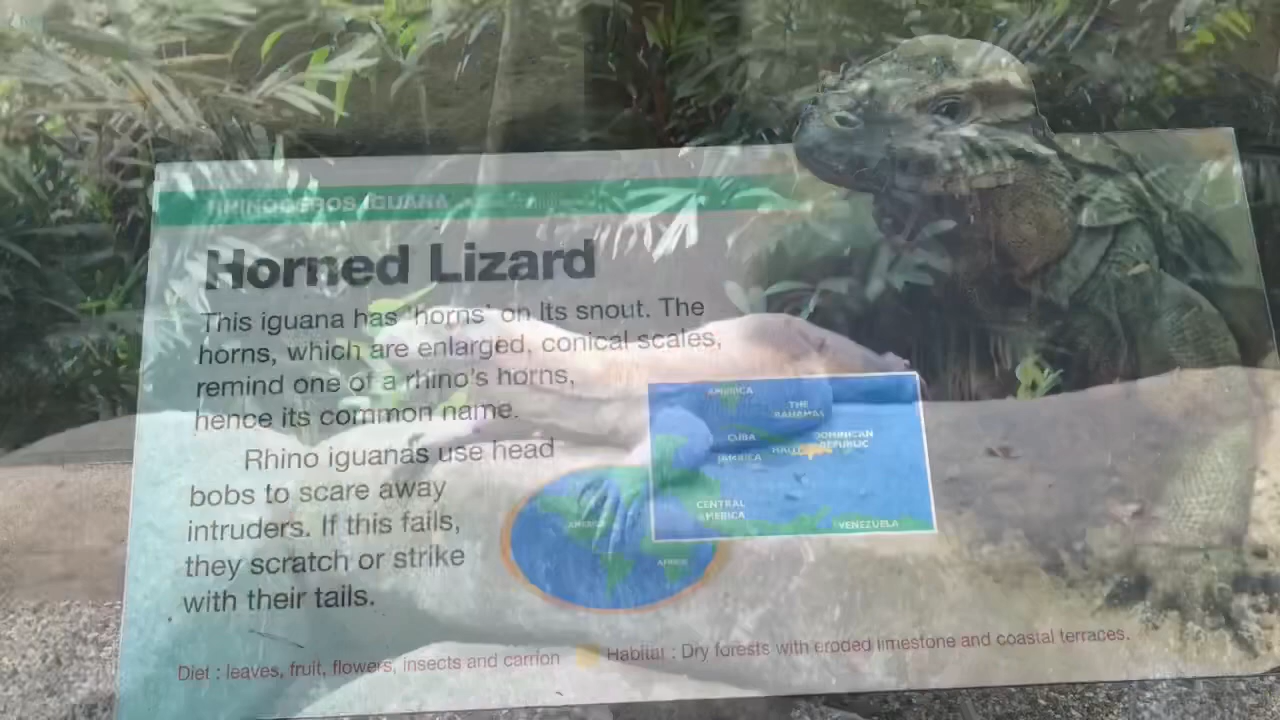 RHINOCEROS IGUANA
Horned Lizard
This iguana has 'horns' on Its snout. The
horns, which are enlarged, conical scales,
remind one of a rhino's horns,
hence its common name.
Rhino iguanas use head
bobs to scare away
intruders. If this fails,
they scratch or strike
with their tails.
AMERICA
THE
BAHAMAS
CUBA
DOMINICAN
REPUBLIC
HAITI
JAMAICA
CENTRAL
AMERICA
VENEZUELA
AMERICA
AFRICA
Diet : leaves, fruit, flowers, insects and carrion
Habitat : Dry forests with eroded limestone and coastal terraces.